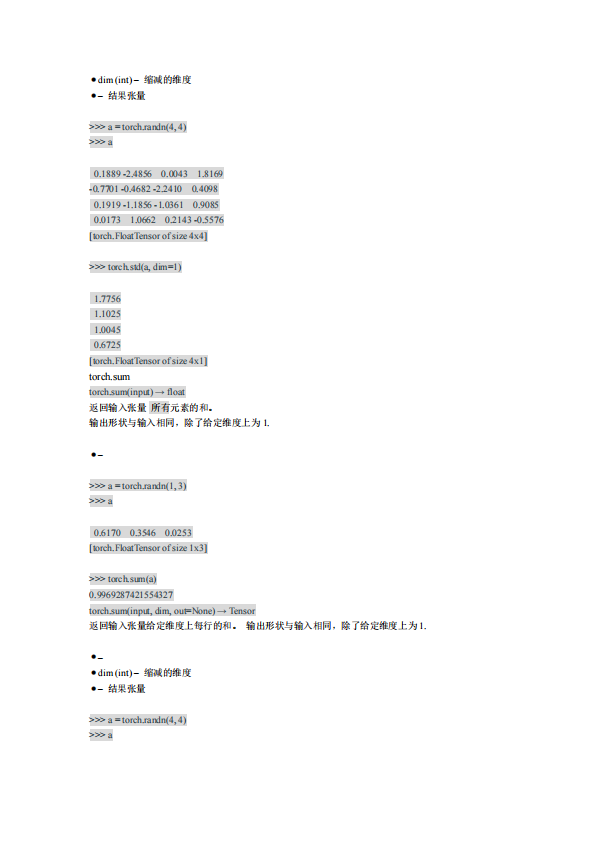 ● dim (int) – 缩减的维度
● – 结果张量
>>> a = torch.randn(4, 4)
>>> a
0.1889 -2.4856 0.0043 1.8169
-0.7701 -0.4682 -2.2410 0.4098
0.1919 -1.1856 -1.0361 0.9085
0.0173 1.0662 0.2143 -0.5576
[torch.FloatTensor of size 4x4]
>>> torch.std(a, dim=1)
1.7756
1.1025
1.0045
0.6725
[torch.FloatTensor of size 4x1]
torch.sum
torch.sum(input) → float
返回输入张量 所有元素的和。
输出形状与输入相同，除了给定维度上为 1.
● –
>>> a = torch.randn(1, 3)
>>> a
0.6170 0.3546 0.0253
[torch.FloatTensor of size 1x3]
>>> torch.sum(a)
0.9969287421554327
torch.sum(input, dim, out=None) → Tensor
返回输入张量给定维度上每行的和。 输出形状与输入相同，除了给定维度上为 1.
● –
● dim (int) – 缩减的维度
● – 结果张量
>>> a = torch.randn(4, 4)
>>> a